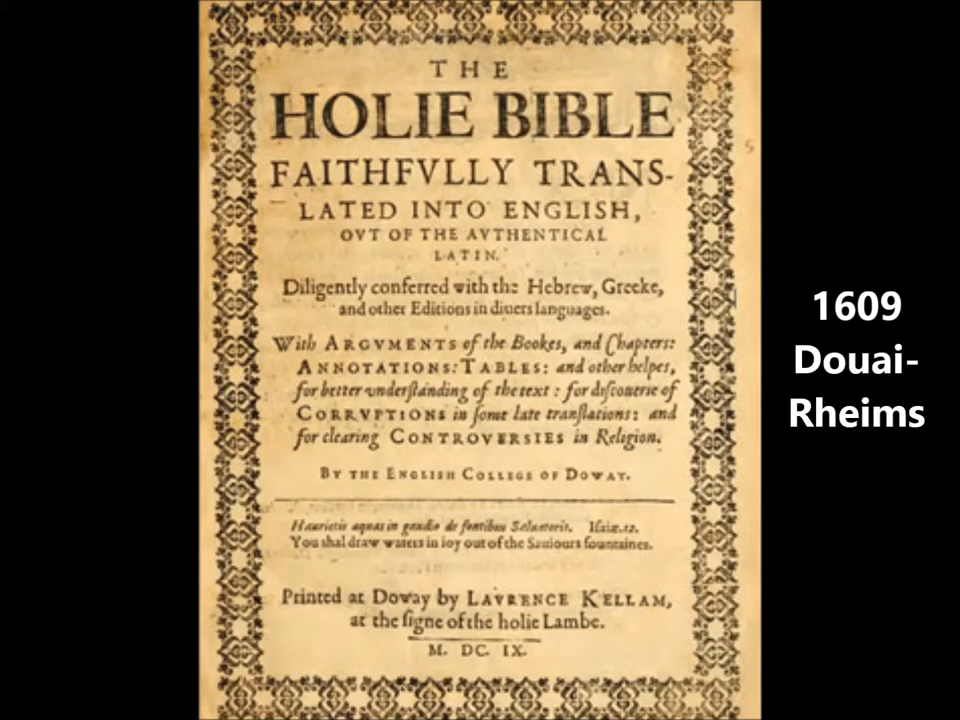 THE
HOLIE BIBLE
FAITHFVLLY TRANS-
LATED INTO ENGLISH,
OVT OF THE AVTHENTICAL
LATIN.
Diligently conferred with the Hebrew, Greeke,
and other Editions in diuers languages.
With ARGVMENTS of the Bookes, and Chapters:
ANNOTATIONS: TABLES: and other helpes,
for better vnderſtanding of the text: for diſcouerie of
CORRVPTIONS in ſome late tranſlations: and
for clearing CONTROVERSIES in Religion.
BY THE ENGLISH COLLEGE OF DOWAY.
Haurietis aquas in gaudio de fontibus Saluatoris. Iſaiæ.12.
You shal draw waters in ioy out of the Sauiours fountaines.
Printed at Doway by LAVRENCE KELLAM,
at the ſigne of the holie Lambe.
M. DC. IX.
1609
Douai-
Rheims